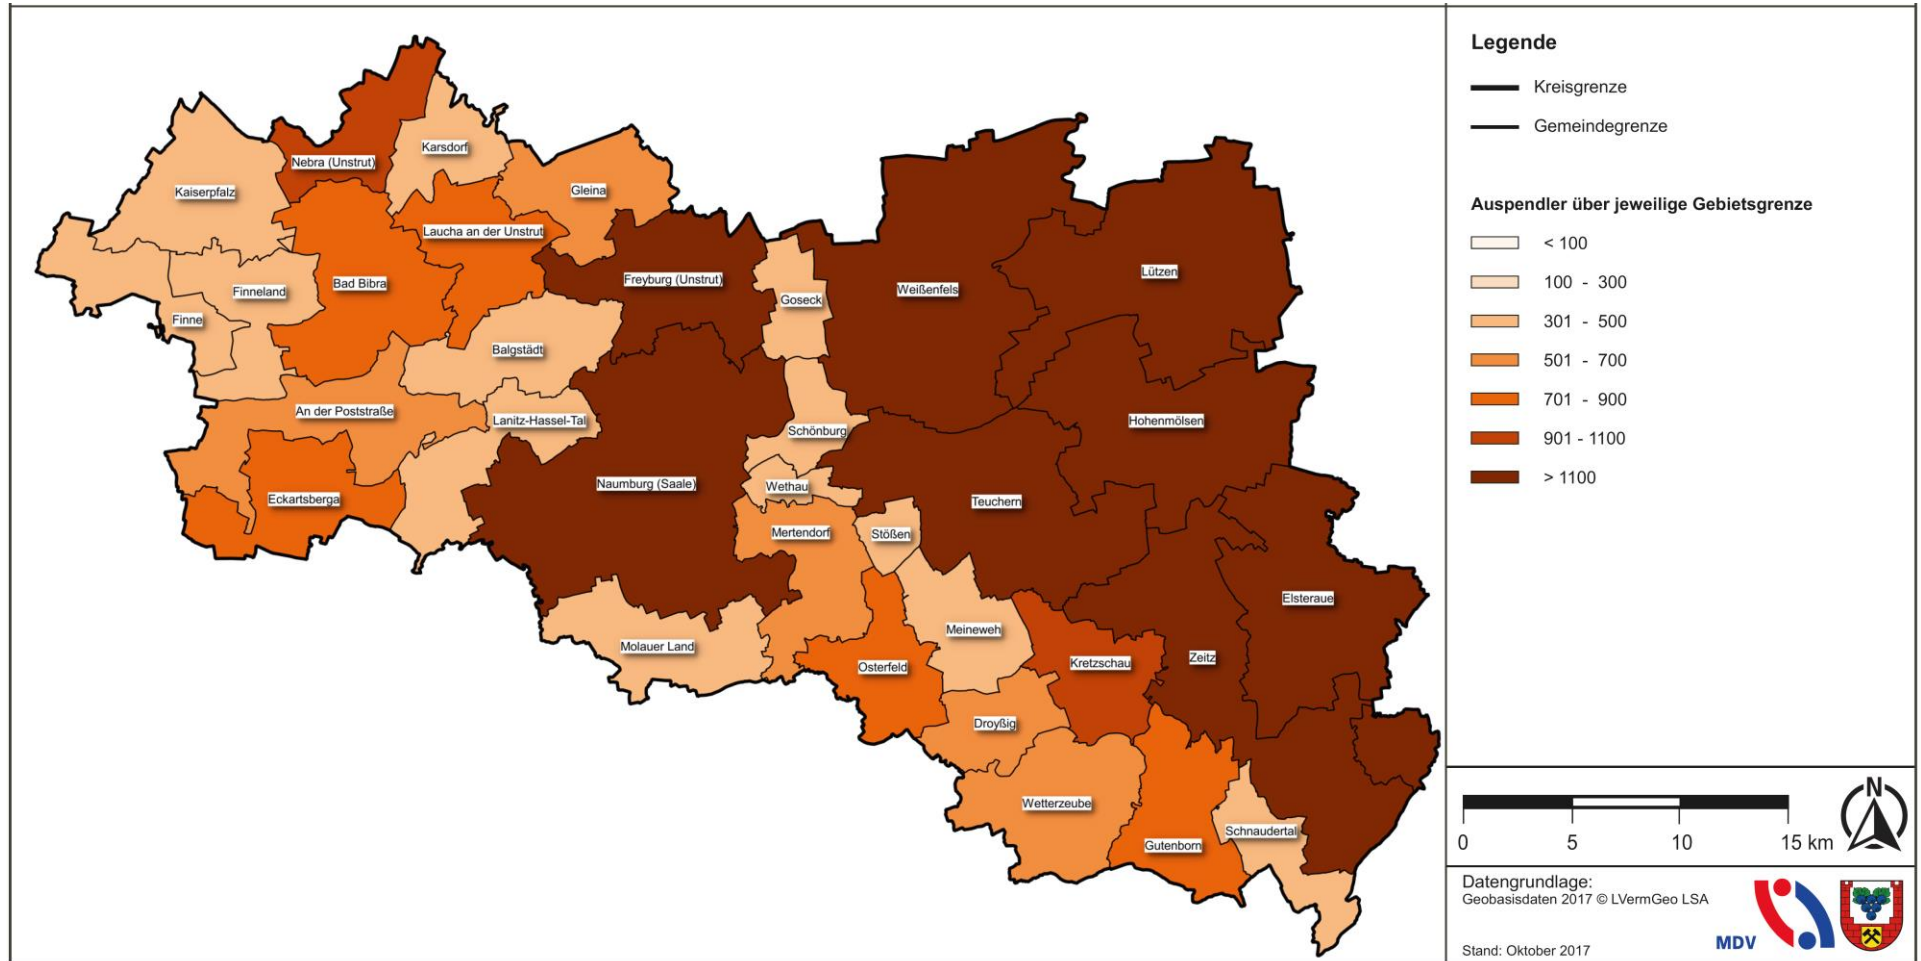 Nebra (Unstrut)
Karsdorf
Kaiserpfalz
Gleina
Laucha an der Unstrut
Finneland
Bad Bibra
Freyburg (Unstrut)
Goseck
Weißenfels
Lützen
Finne
Balgstädt
An der Poststraße
Lanitz-Hassel-Tal
Schönburg
Hohenmölsen
Eckartsberga
Naumburg (Saale)
Wethau
Teuchern
Mertendorf
Stößen
Elsteraue
Molauer Land
Meineweh
Osterfeld
Kretzschau
Zeitz
Droyßig
Wetterzeube
Gutenborn
Schnaudertal
Legende
Kreisgrenze
Gemeindegrenze
Auspendler über jeweilige Gebietsgrenze
< 100
100 - 300
301 - 500
501 - 700
701 - 900
901 - 1100
> 1100
N
0 5 10 15 km
Datengrundlage:
Geobasisdaten 2017 © LVermGeo LSA
MDV
Stand: Oktober 2017